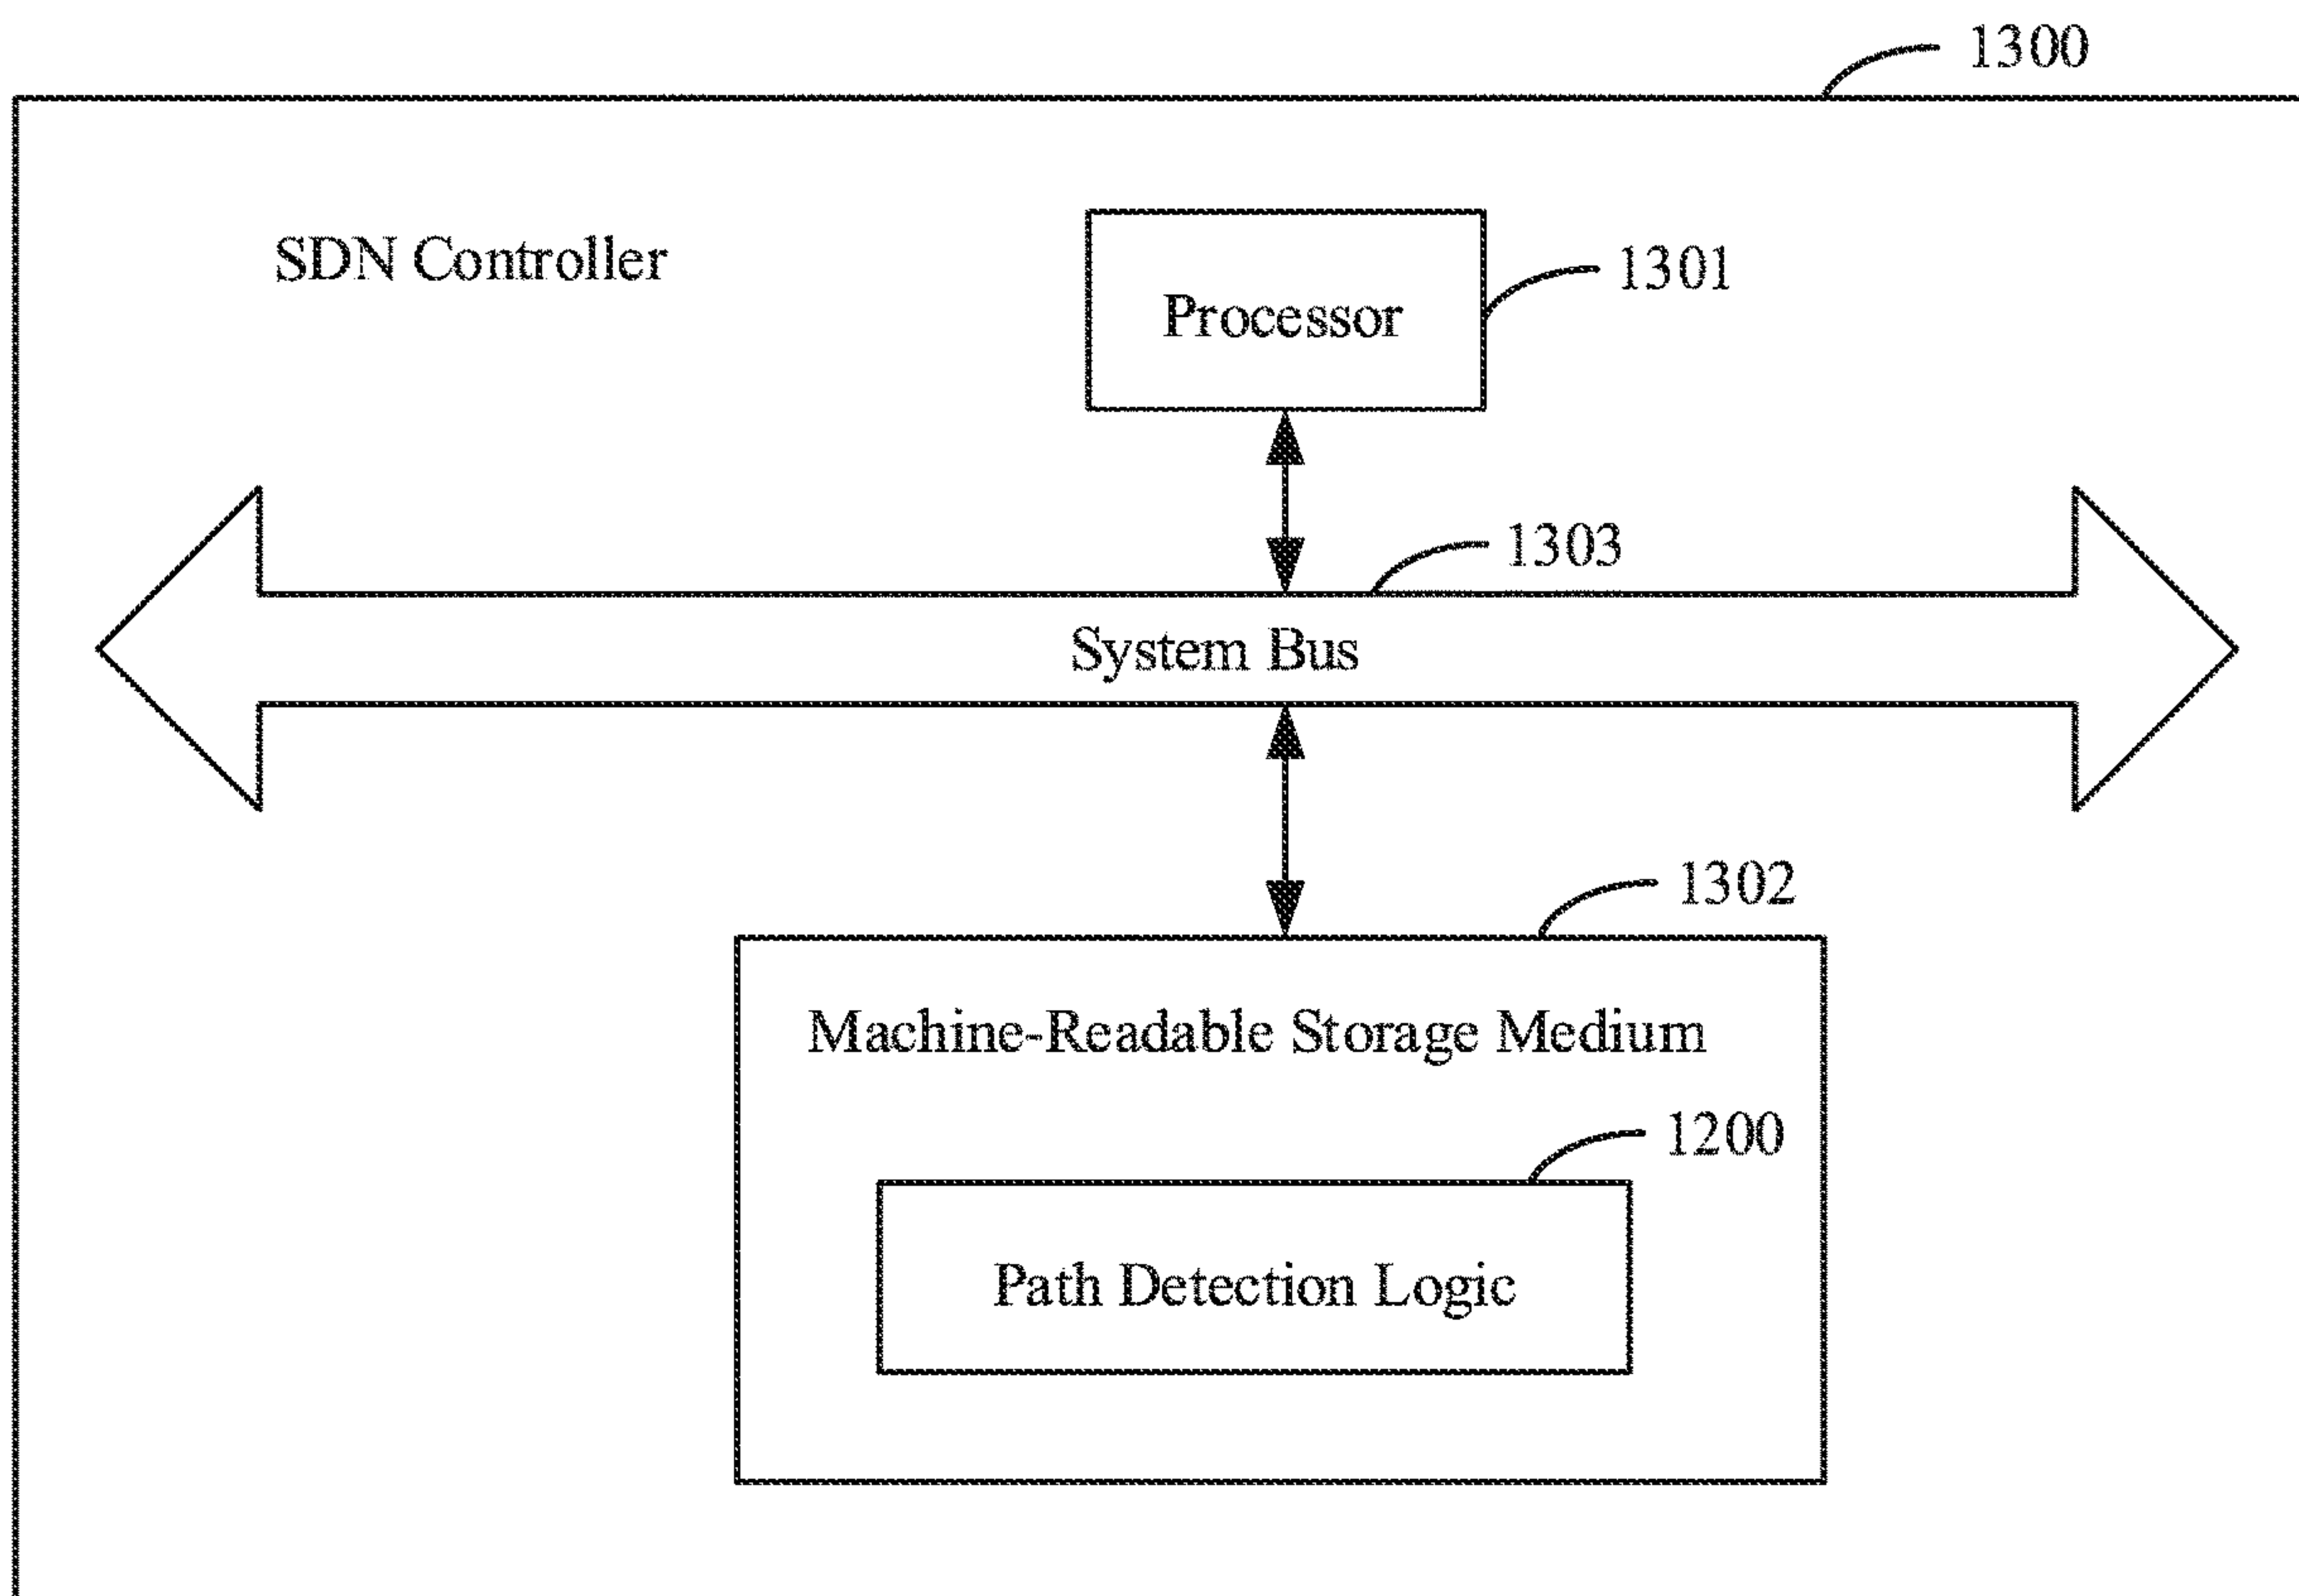 1300
SDN Controller
Processor
1301
1303
System Bus
1302
Machine-Readable Storage Medium
1200
Path Detection Logic